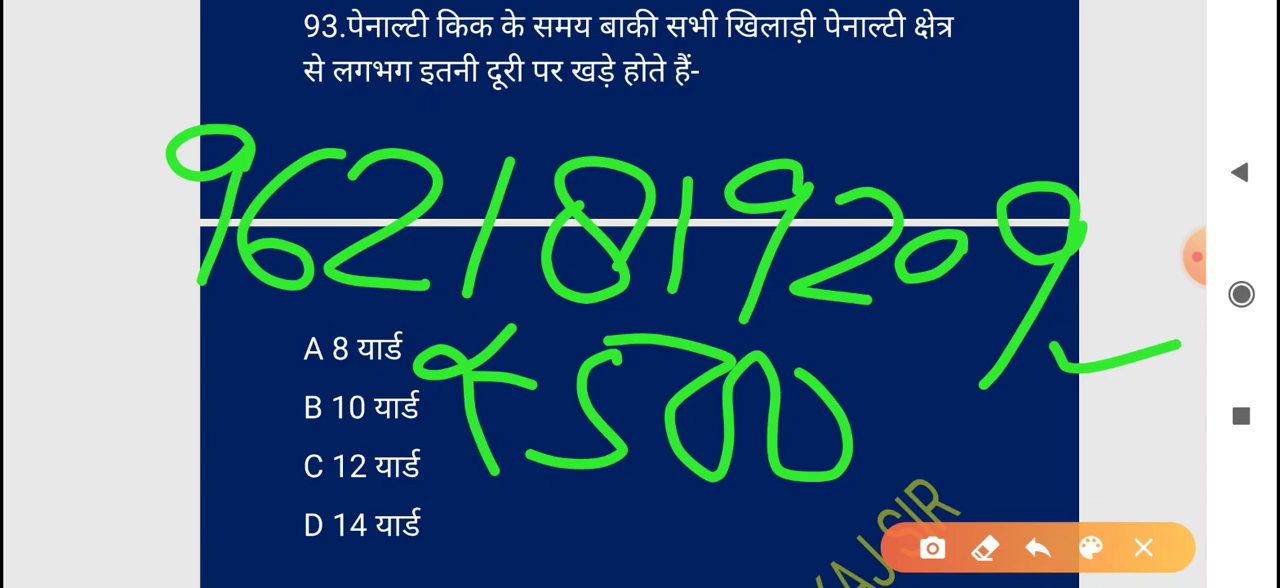 93.पेनाल्टी किक के समय बाकी सभी खिलाड़ी पेनाल्टी क्षेत्र
से लगभग इतनी दूरी पर खड़े होते हैं-
9621819209
₹500
A 8 यार्ड
B 10 यार्ड
C 12 यार्ड
D 14 यार्ड